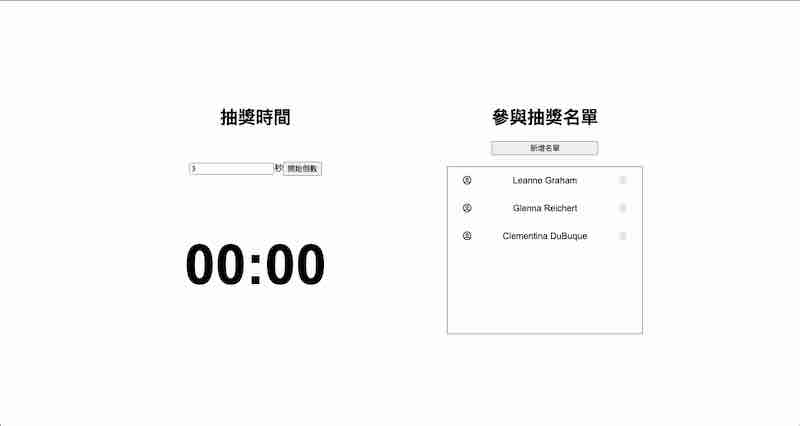 抽獎時間
3 秒 開始倒數
00:00
參與抽獎名單
新增名單
Leanne Graham
Glenna Reichert
Clementina DuBuque